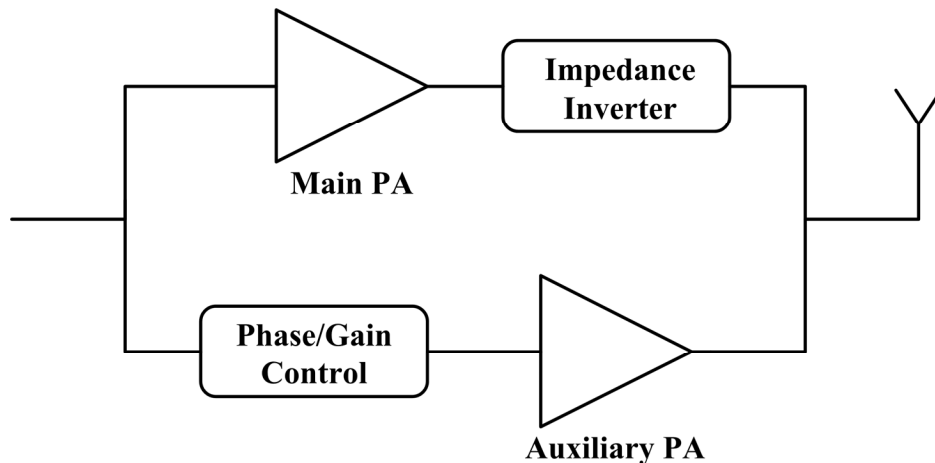 Impedance
Inverter
Main PA
Phase/Gain
Control
Auxiliary PA